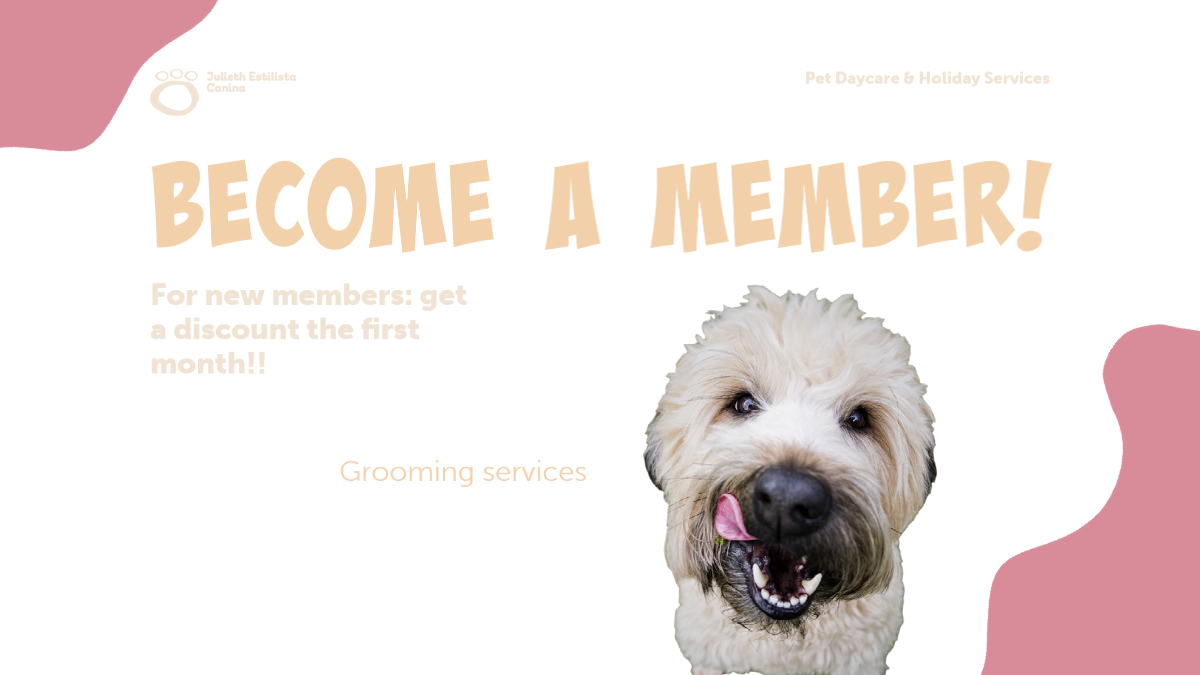 Julieth Estilista
Canina
Pet Daycare & Holiday Services
BECOME A MEMBER!
For new members: get
a discount the first
month!!
Grooming services